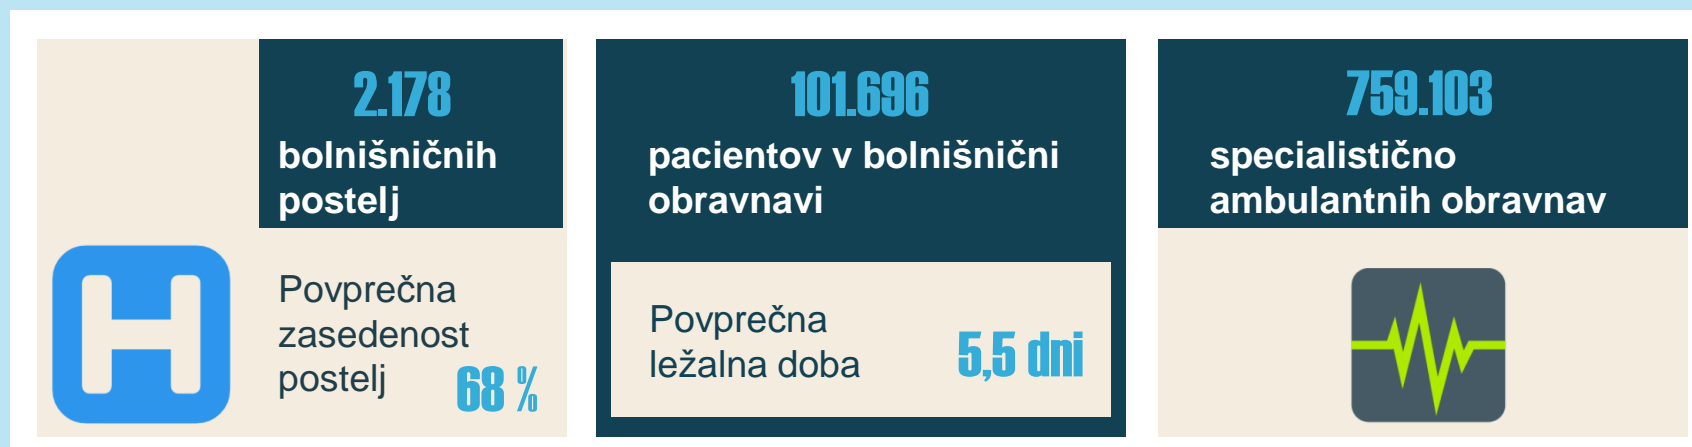 2.178
bolnišničnih
postelj
Povprečna
zasedenost
postelj
68 %
101.696
pacientov v bolnišnični
obravnavi
Povprečna
ležalna doba
5,5 dni
759.103
specialistično
ambulantnih obravnav